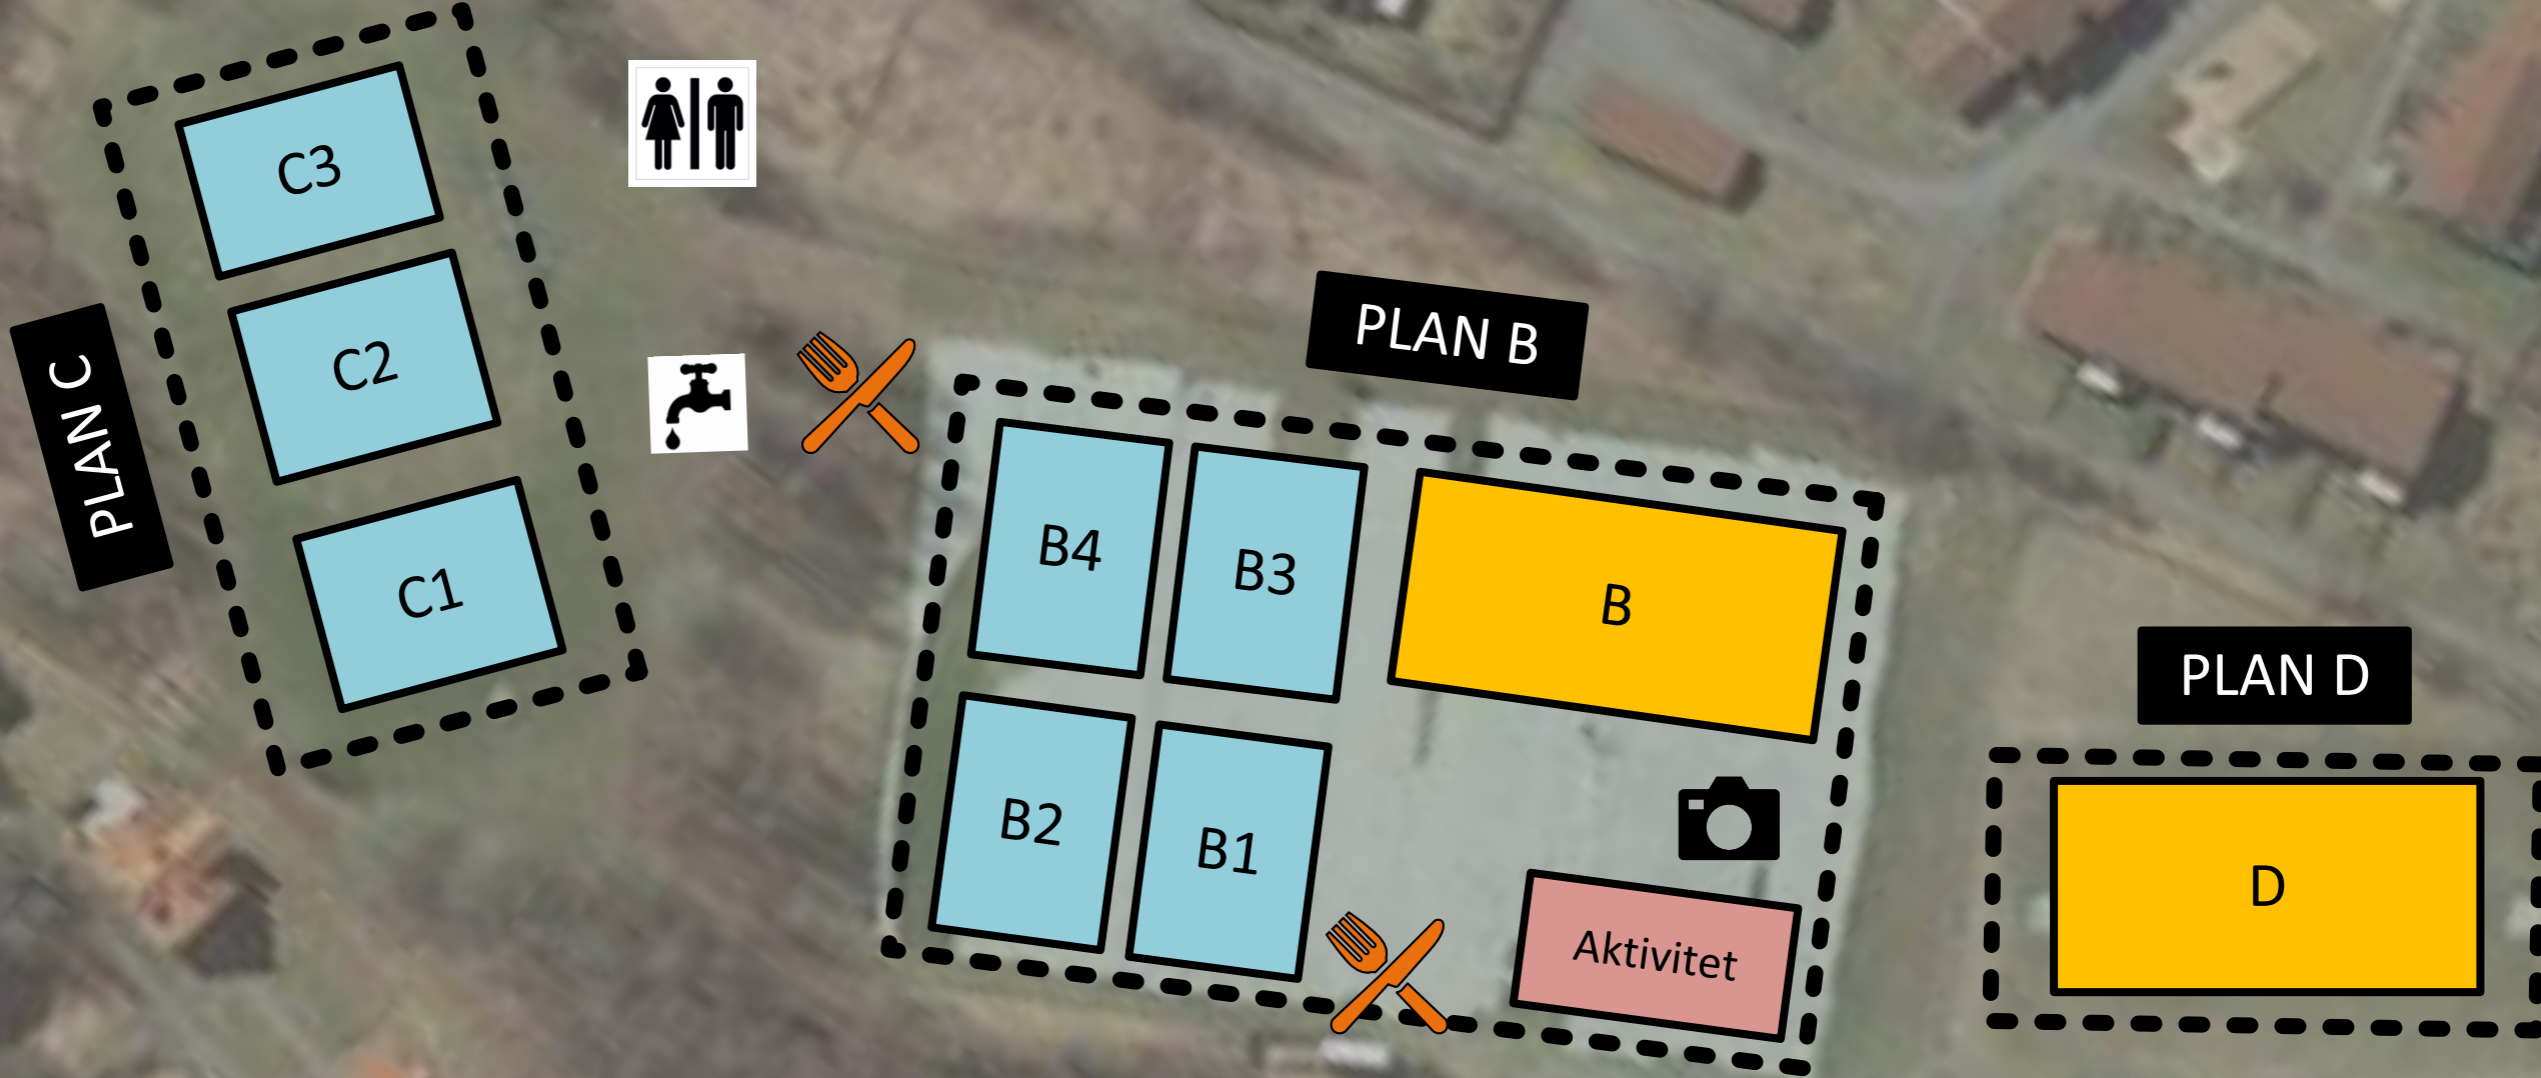 C3
C2
C1
PLAN C
PLAN B
B4
B3
B
B2
B1
Aktivitet
PLAN D
D